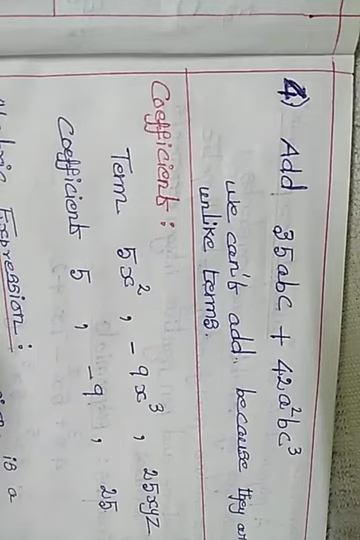 4.) Add 35abc + 42a²bc³
we can't add. because they
unlike terms.
Coefficients :
Term 5x² , - 9x³ , 25xyz
Coefficients 5 , -9 , 25
Expression :
is a